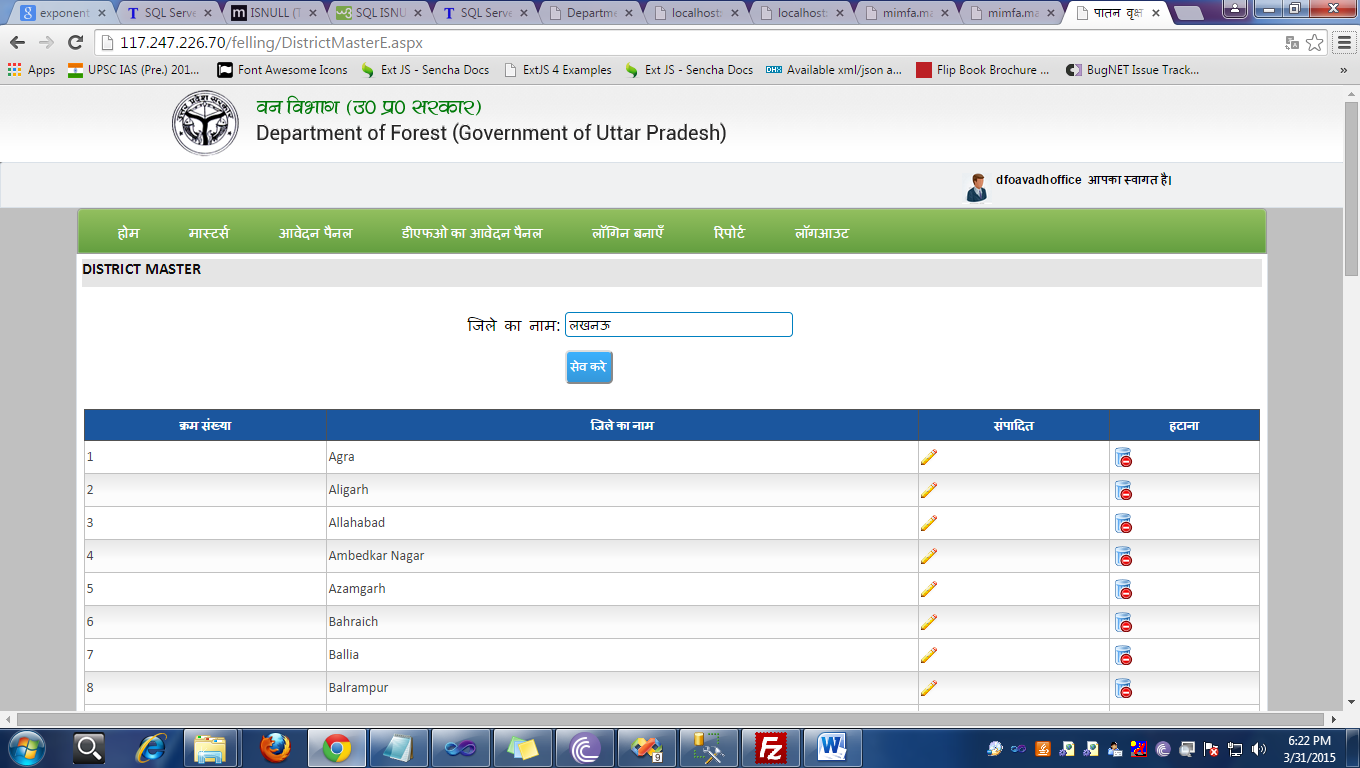 exponent
SQL Serve
ISNULL (T
SQL ISNU
SQL Serve
Departme
localhost:
localhost:
mimfa.ma
mimfa.ma
पातन वृक्ष
117.247.226.70/felling/DistrictMasterE.aspx
Apps UPSC IAS (Pre.) 201... Font Awesome Icons Ext JS - Sencha Docs ExtJS 4 Examples Ext JS - Sencha Docs Available xml/json a... Flip Book Brochure ... BugNET Issue Track... »
वन विभाग (उ0 प्र0 सरकार)
Department of Forest (Government of Uttar Pradesh)
dfoavadhoffice आपका स्वागत है।
होम मास्टर्स आवेदन पैनल डीएफओ का आवेदन पैनल लॉगिन बनाएँ रिपोर्ट लॉगआउट
DISTRICT MASTER
जिले का नाम: लखनऊ
सेव करे
क्रम संख्या जिले का नाम संपादित हटाना
1 Agra
2 Aligarh
3 Allahabad
4 Ambedkar Nagar
5 Azamgarh
6 Bahraich
7 Ballia
8 Balrampur
6:22 PM
3/31/2015